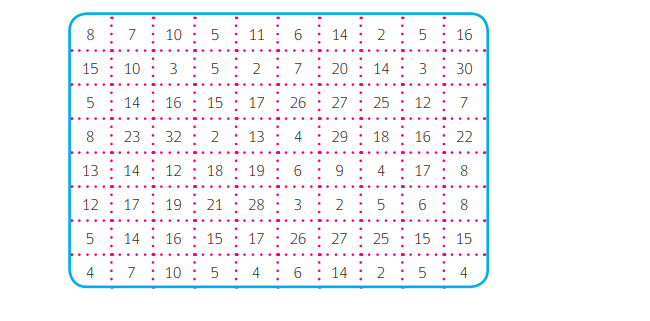 8 7 10 5 11 6 14 2 5 16
15 10 3 5 2 7 20 14 3 30
5 14 16 15 17 26 27 25 12 7
8 23 32 2 13 4 29 18 16 22
13 14 12 18 19 6 9 4 17 8
12 17 19 21 28 3 2 5 6 8
5 14 16 15 17 26 27 25 15 15
4 7 10 5 4 6 14 2 5 4